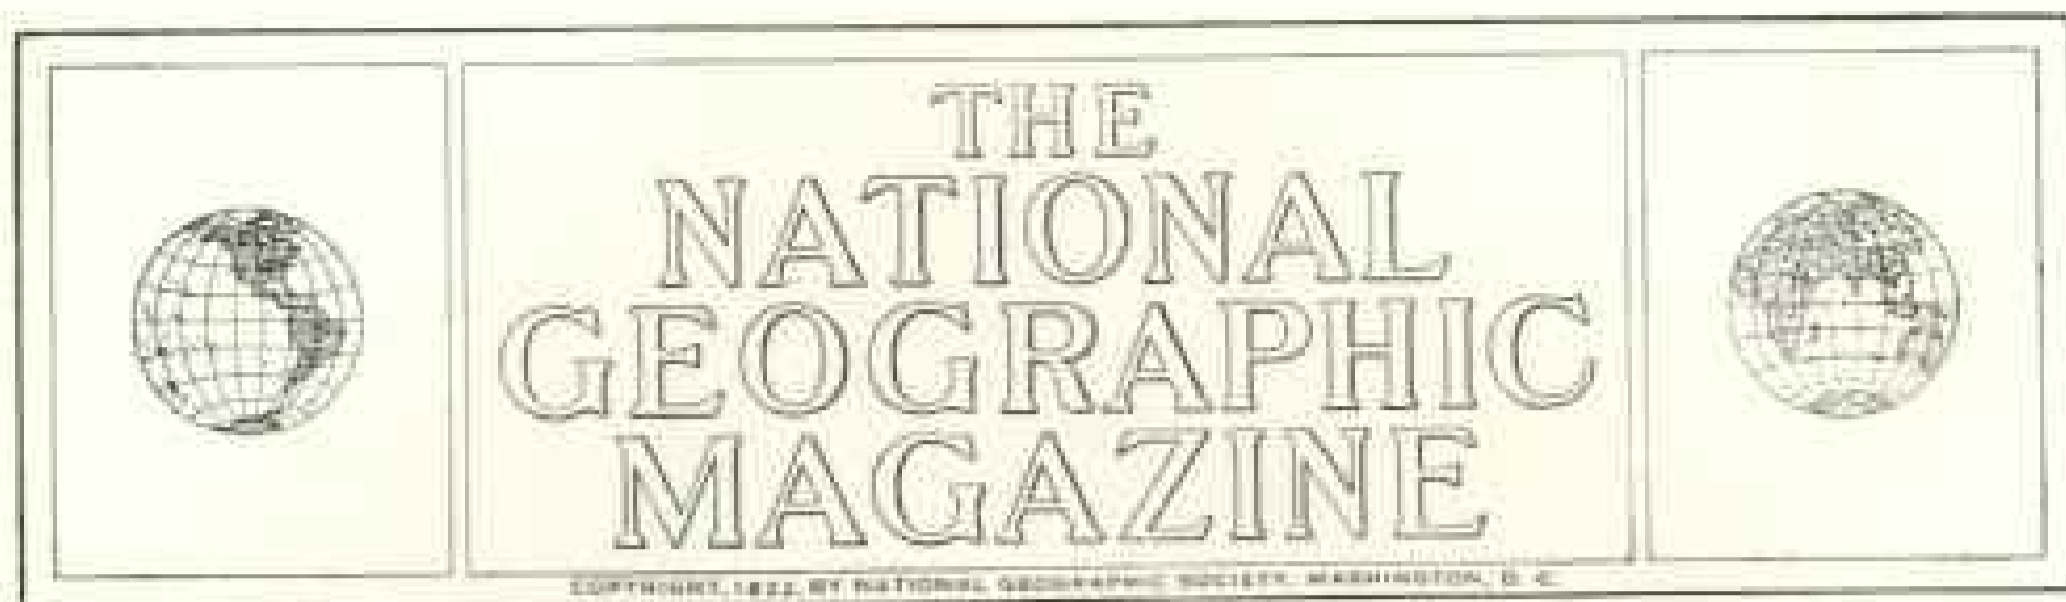 THE
NATIONAL
GEOGRAPHIC
MAGAZINE
COPYRIGHT, BY NATIONAL GEOGRAPHIC SOCIETY, WASHINGTON, D. C.